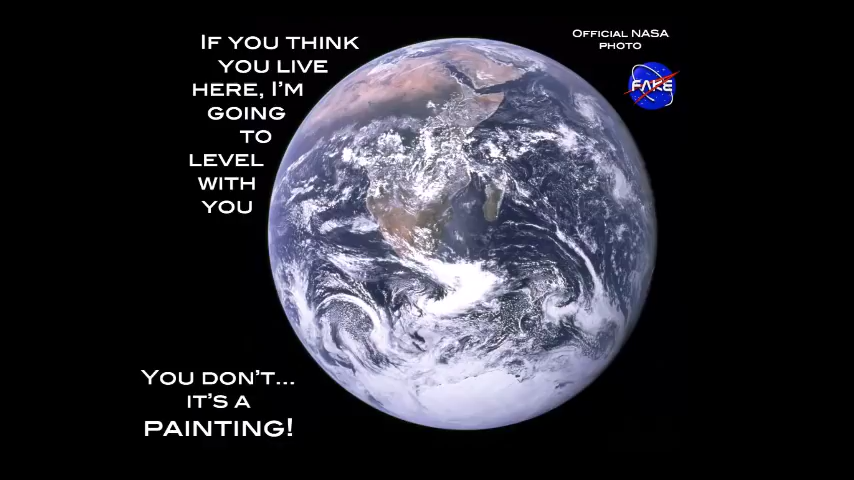 If you think
you live
here, I'm
going
to
level
with
you
Official NASA
photo
FAKE
You don't...
it's a
painting!